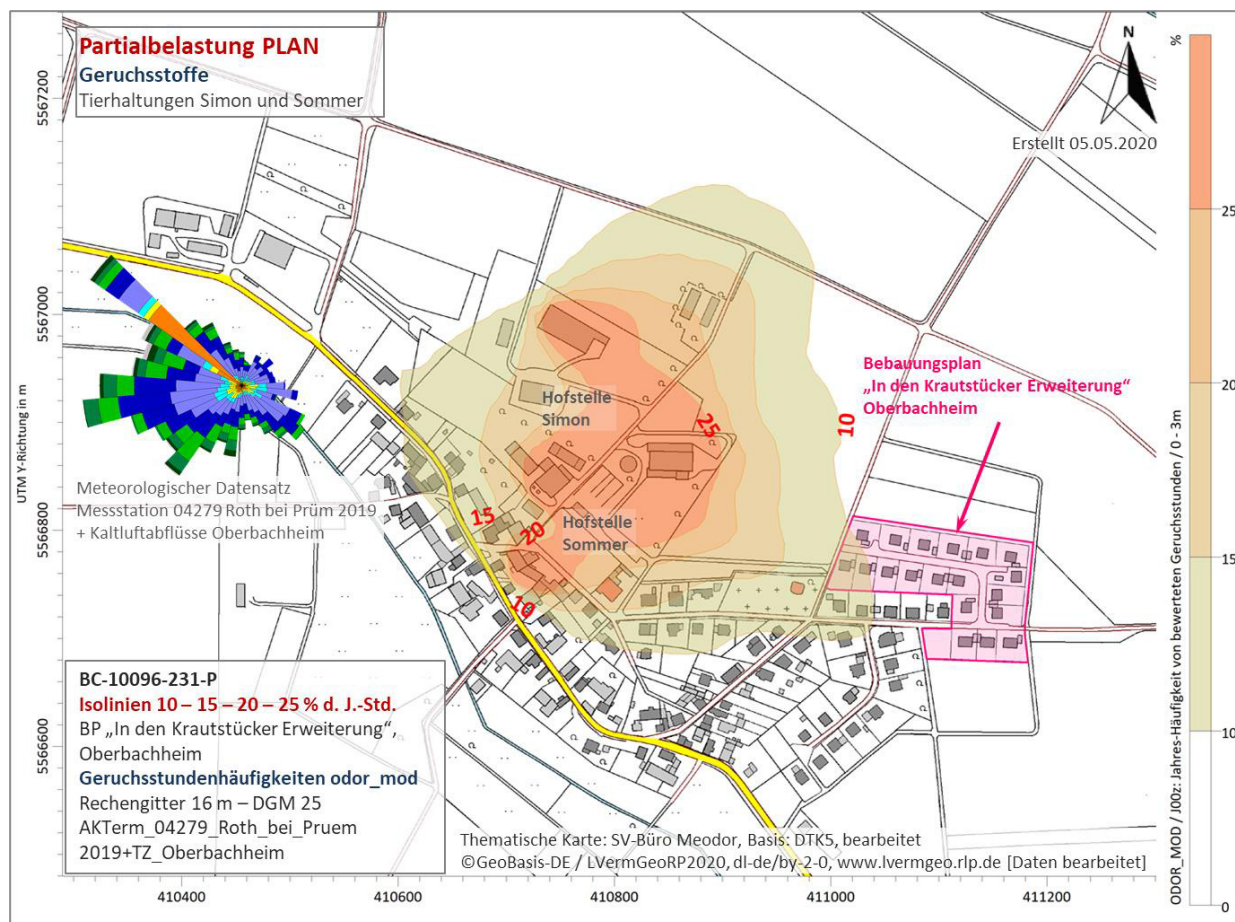 Partialbelastung PLAN
Geruchsstoffe
Tierhaltungen Simon und Sommer
N
Erstellt 05.05.2020
%
25
20
15
10
0
ODOR_MOD / J00z: Jahres-Häufigkeit von bewerteten Geruchsstunden / 0 - 3m
5567200
5567000
5566800
5566600
UTM Y-Richtung in m
Bebauungsplan
„In den Krautstücker Erweiterung“
Oberbachheim
Hofstelle
Simon
25
10
Meteorologischer Datensatz
Messstation 04279 Roth bei Prüm 2019
+ Kaltluftabflüsse Oberbachheim
15
20
Hofstelle
Sommer
10
BC-10096-231-P
Isolinien 10 – 15 – 20 – 25 % d. J.-Std.
BP „In den Krautstücker Erweiterung“,
Oberbachheim
Geruchsstundenhäufigkeiten odor_mod
Rechengitter 16 m – DGM 25
AKTerm_04279_Roth_bei_Pruem
2019+TZ_Oberbachheim
Thematische Karte: SV-Büro Meodor, Basis: DTK5, bearbeitet
©GeoBasis-DE / LVermGeoRP2020, dl-de/by-2-0, www.lvermgeo.rlp.de [Daten bearbeitet]
410400
410600
410800
411000
411200